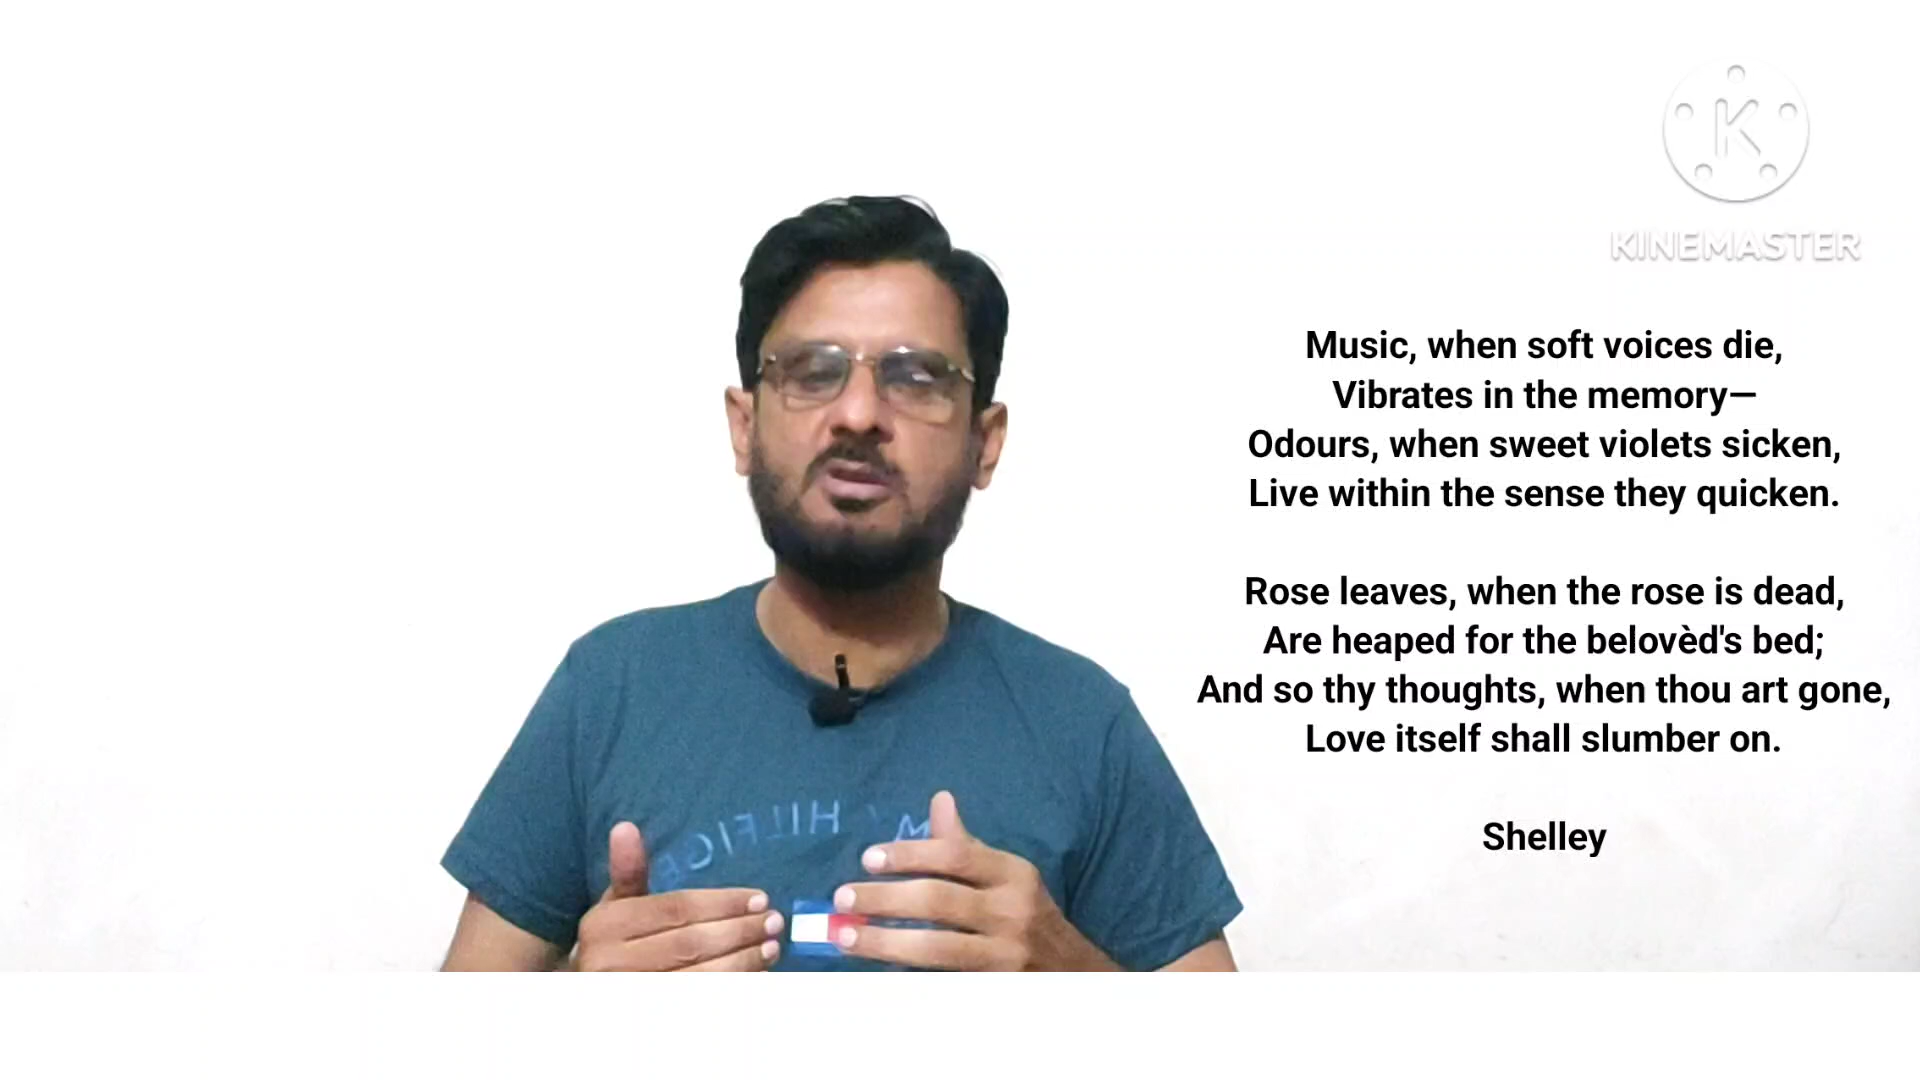 KINEMASTER
Music, when soft voices die,
Vibrates in the memory—
Odours, when sweet violets sicken,
Live within the sense they quicken.
Rose leaves, when the rose is dead,
Are heaped for the belovèd's bed;
And so thy thoughts, when thou art gone,
Love itself shall slumber on.
Shelley
HILFIGE